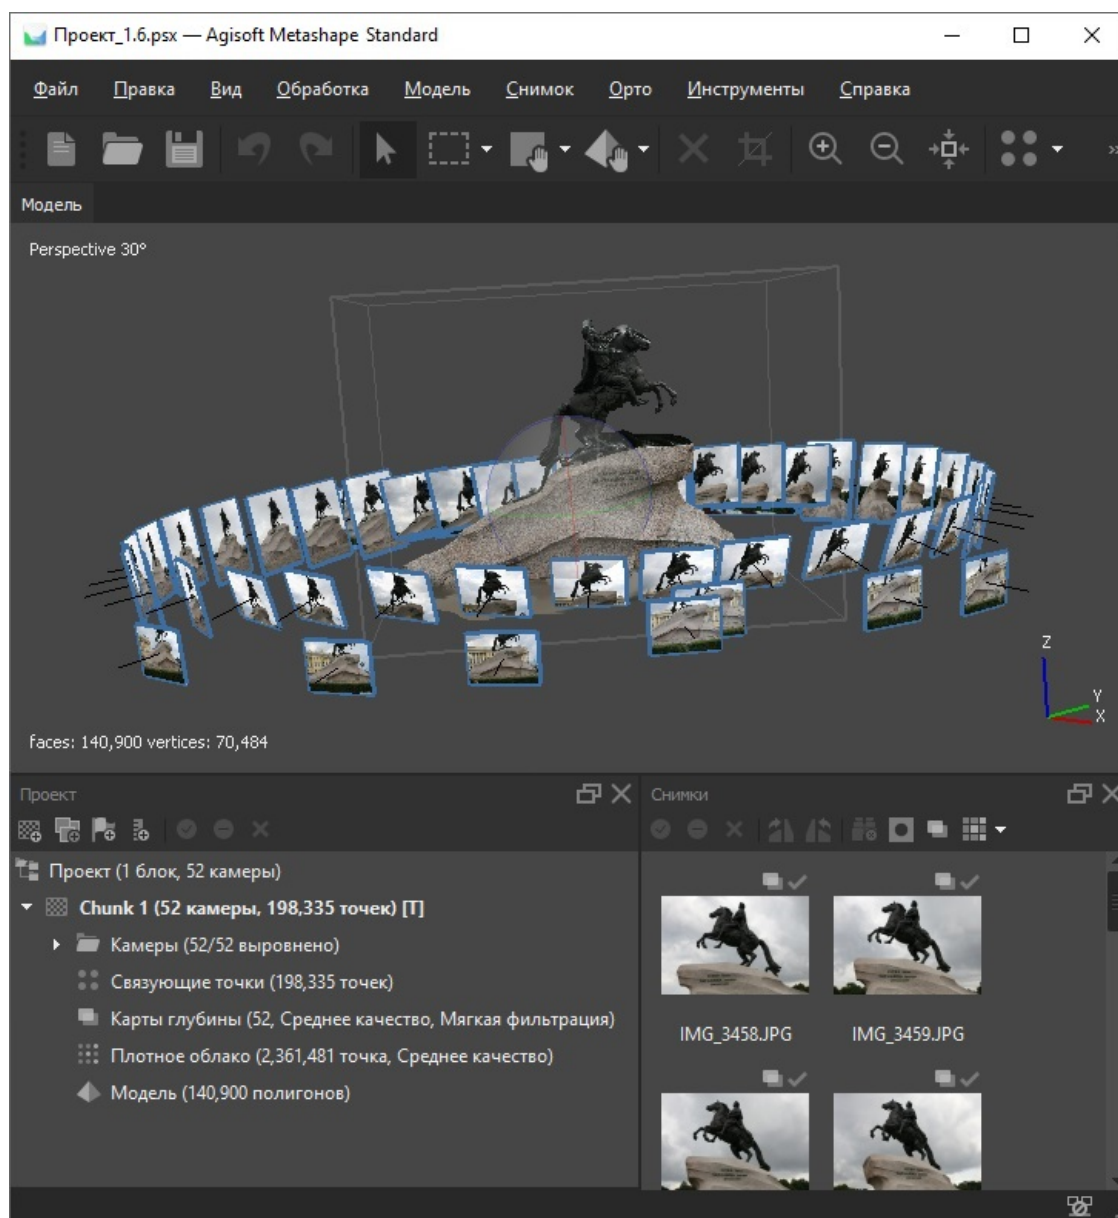 Проект_1.6.psx — Agisoft Metashape Standard
Файл Правка Вид Обработка Модель Снимок Орто Инструменты Справка
Модель
Perspective 30°
Z
Y
X
faces: 140,900 vertices: 70,484
Проект
Снимки
Проект (1 блок, 52 камеры)
Chunk 1 (52 камеры, 198,335 точек) [T]
Камеры (52/52 выровнено)
Связующие точки (198,335 точек)
Карты глубины (52, Среднее качество, Мягкая фильтрация)
Плотное облако (2,361,481 точка, Среднее качество)
Модель (140,900 полигонов)
IMG_3458.JPG IMG_3459.JPG